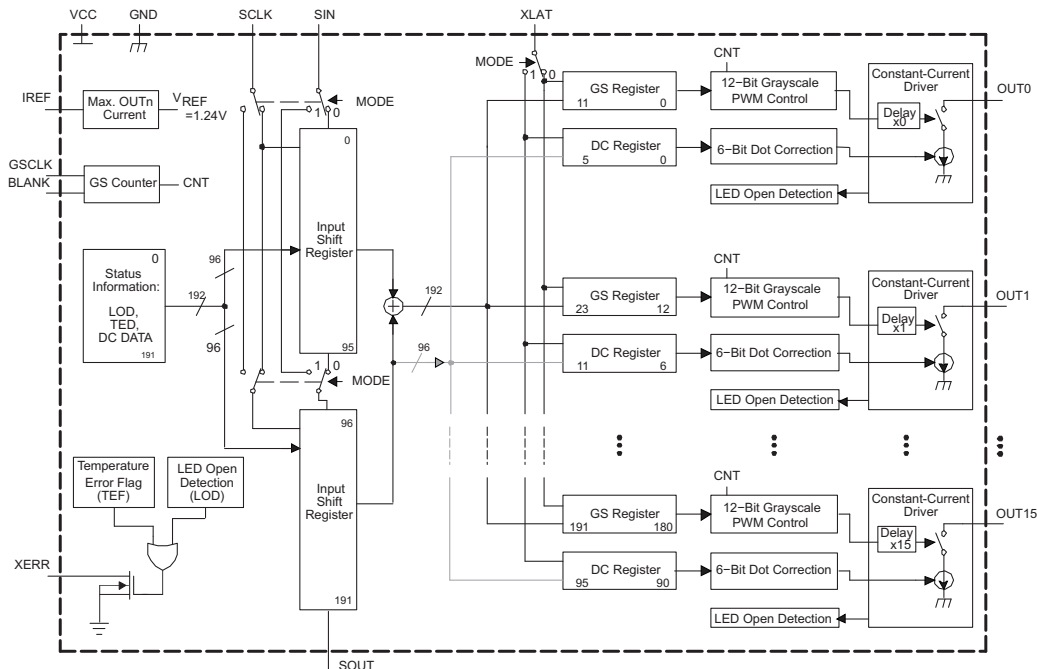 VCC
GND
SCLK
SIN
XLAT
CNT
MODE
1 0
GS Register
11 0
12-Bit Grayscale
PWM Control
Constant-Current
Driver
OUT0
Delay
x0
IREF
Max. OUTn
Current
VREF
=1.24V
MODE
1 0
0
DC Register
5 0
6-Bit Dot Correction
LED Open Detection
GSCLK
BLANK
GS Counter
CNT
Input
Shift
Register
95
0
Status
Information:
LOD,
TED,
DC DATA
191
192
96
96
192
96
CNT
GS Register
23 12
12-Bit Grayscale
PWM Control
Constant-Current
Driver
OUT1
Delay
x1
DC Register
11 6
6-Bit Dot Correction
LED Open Detection
1 0
MODE
96
Input
Shift
Register
191
Temperature
Error Flag
(TEF)
LED Open
Detection
(LOD)
XERR
CNT
GS Register
191 180
12-Bit Grayscale
PWM Control
Constant-Current
Driver
OUT15
Delay
x15
DC Register
95 90
6-Bit Dot Correction
LED Open Detection
SOUT